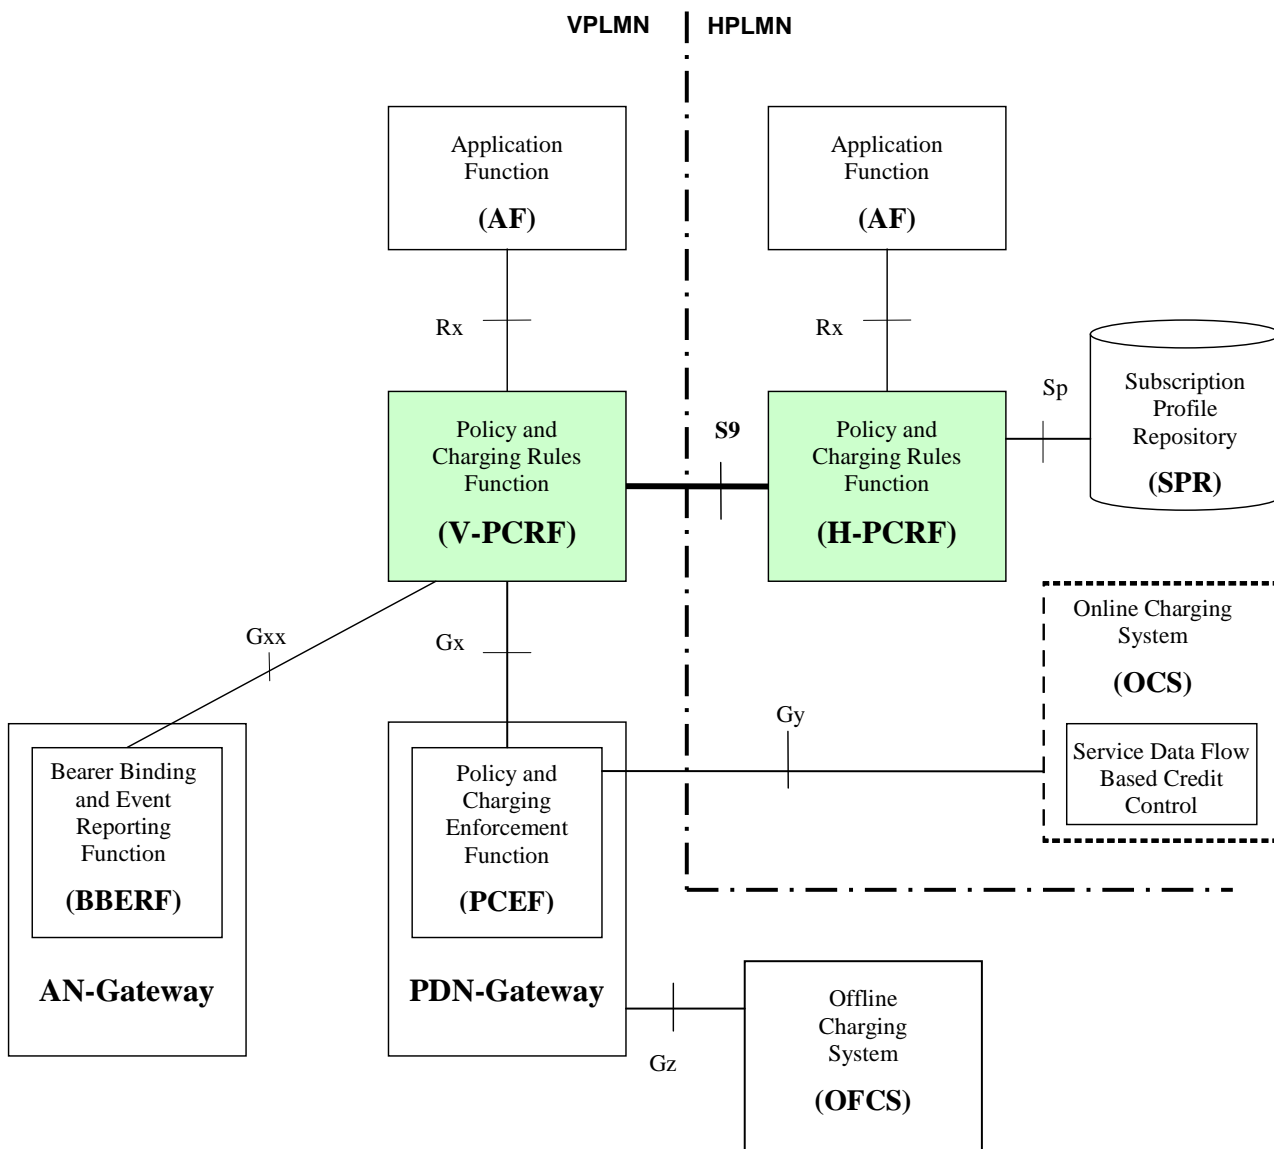 VPLMN
HPLMN
Application
Function
(AF)
Application
Function
(AF)
Rx
Rx
Subscription
Profile
Repository
(SPR)
Sp
S9
Policy and
Charging Rules
Function
(V-PCRF)
Policy and
Charging Rules
Function
(H-PCRF)
Gxx
Gx
Online Charging
System
(OCS)
Service Data Flow
Based Credit
Control
Gy
Bearer Binding
and Event
Reporting
Function
(BBERF)
AN-Gateway
Policy and
Charging
Enforcement
Function
(PCEF)
PDN-Gateway
Gz
Offline
Charging
System
(OFCS)